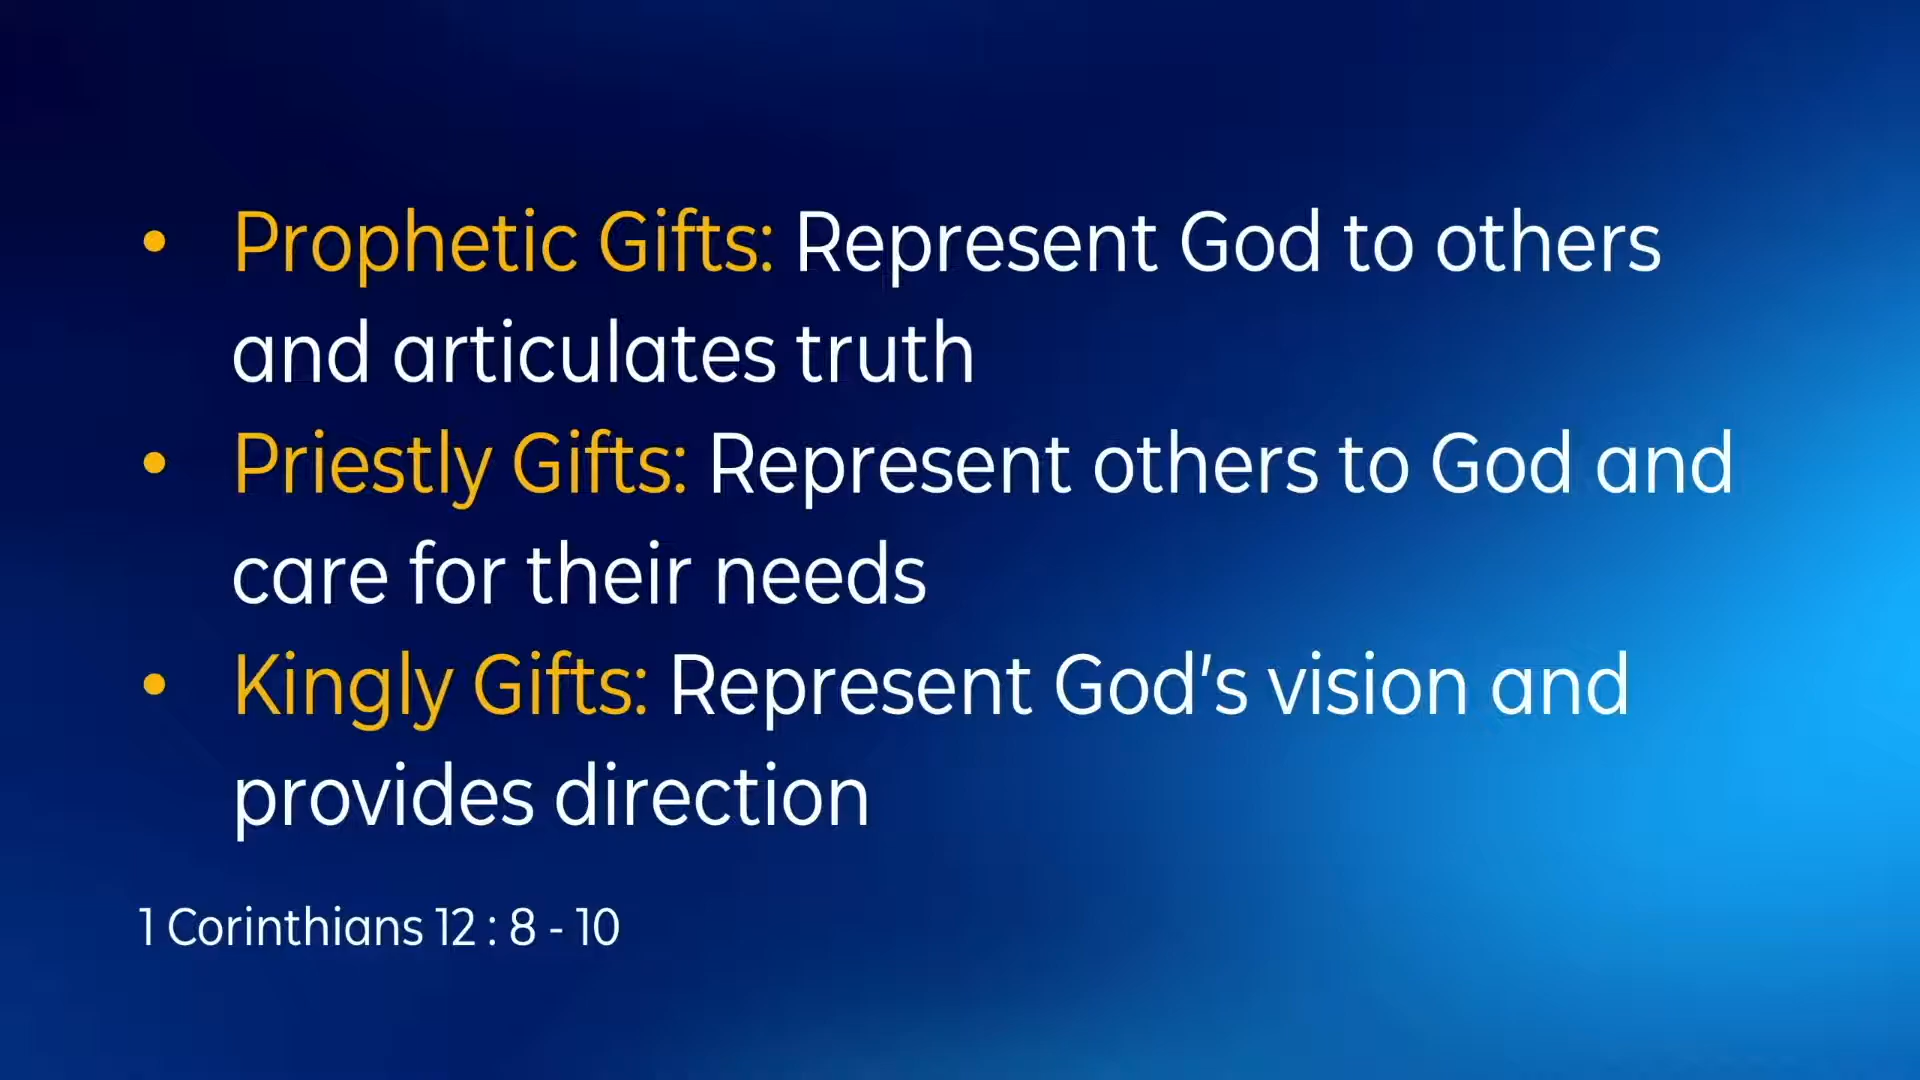 • Prophetic Gifts: Represent God to others
and articulates truth
• Priestly Gifts: Represent others to God and
care for their needs
• Kingly Gifts: Represent God's vision and
provides direction
1 Corinthians 12 : 8 - 10